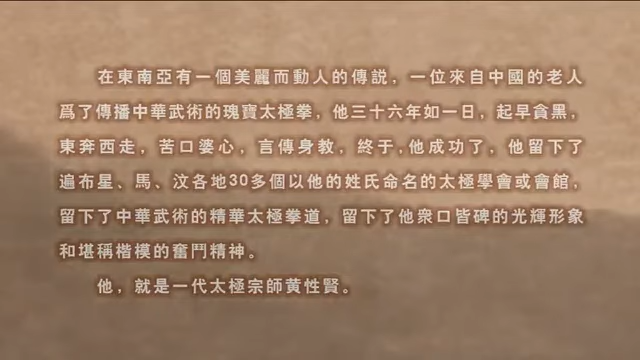 在東南亞有一個美麗而動人的傳説，一位來自中國的老人
爲了傳播中華武術的瑰寶太極拳，他三十六年如一日，起早貪黑，
東奔西走，苦口婆心，言傳身教，終于,他成功了，他留下了
遍布星、馬、汶各地30多個以他的姓氏命名的太極學會或會館，
留下了中華武術的精華太極拳道，留下了他衆口皆碑的光輝形象
和堪稱楷模的奮鬥精神。
他，就是一代太極宗師黄性賢。